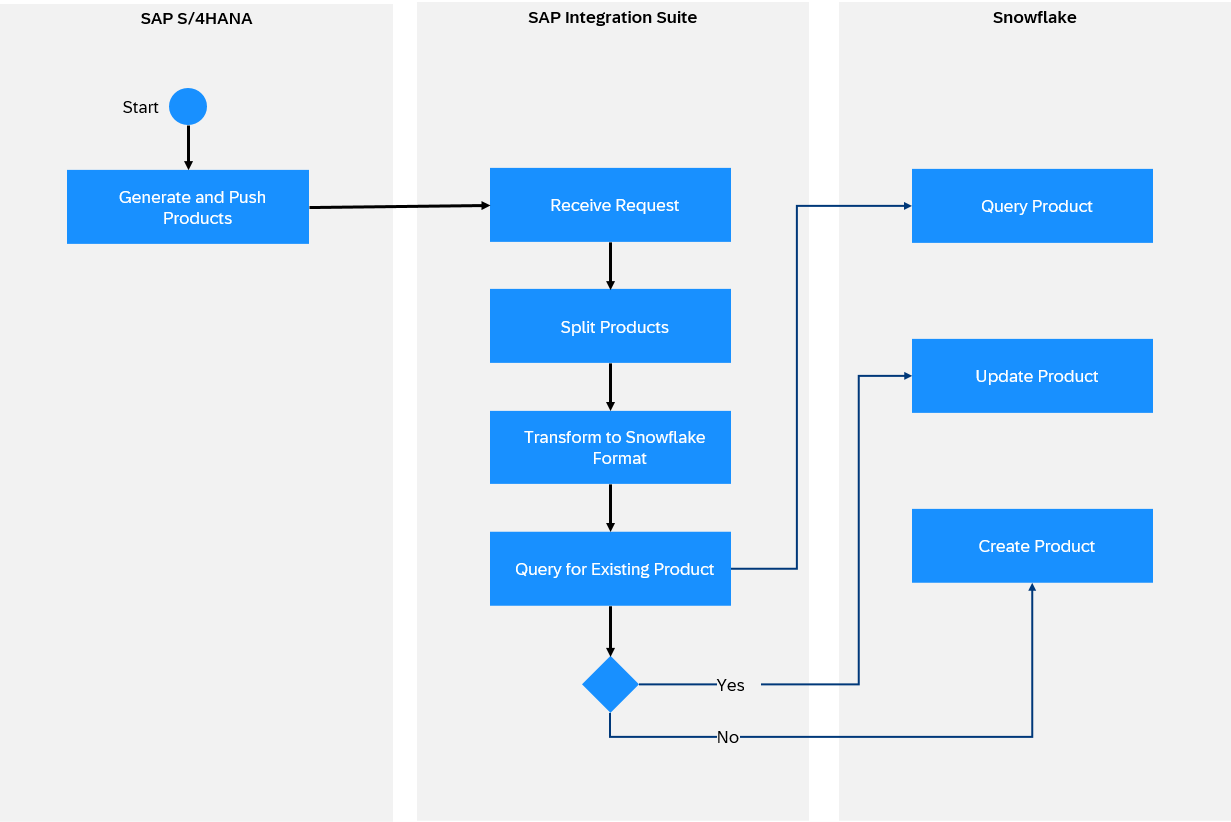 SAP S/4HANA
SAP Integration Suite
Snowflake
Start
Generate and Push
Products
Receive Request
Query Product
Split Products
Update Product
Transform to Snowflake
Format
Create Product
Query for Existing Product
Yes
No